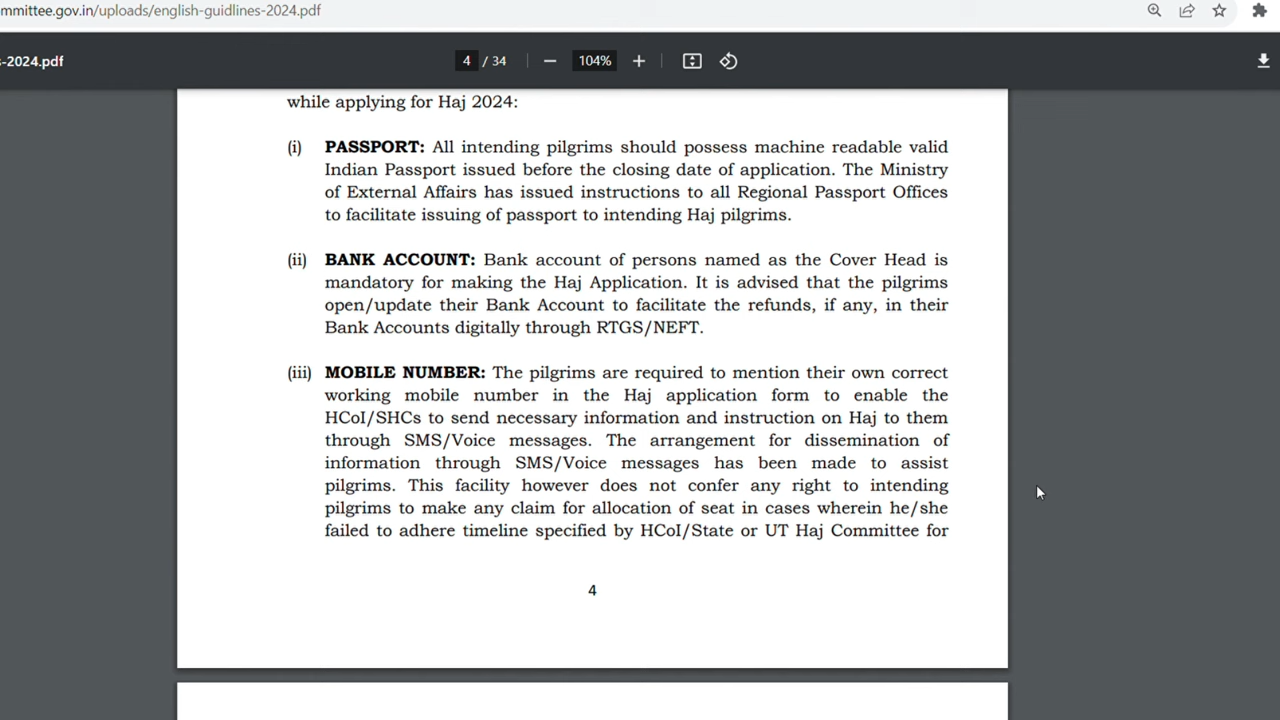 mmittee.gov.in/uploads/english-guidlines-2024.pdf
-2024.pdf
4 / 34
104%
while applying for Haj 2024:
(i) PASSPORT: All intending pilgrims should possess machine readable valid
Indian Passport issued before the closing date of application. The Ministry
of External Affairs has issued instructions to all Regional Passport Offices
to facilitate issuing of passport to intending Haj pilgrims.
(ii) BANK ACCOUNT: Bank account of persons named as the Cover Head is
mandatory for making the Haj Application. It is advised that the pilgrims
open/update their Bank Account to facilitate the refunds, if any, in their
Bank Accounts digitally through RTGS/NEFT.
(iii) MOBILE NUMBER: The pilgrims are required to mention their own correct
working mobile number in the Haj application form to enable the
HCoI/SHCs to send necessary information and instruction on Haj to them
through SMS/Voice messages. The arrangement for dissemination of
information through SMS/Voice messages has been made to assist
pilgrims. This facility however does not confer any right to intending
pilgrims to make any claim for allocation of seat in cases wherein he/she
failed to adhere timeline specified by HCoI/State or UT Haj Committee for
4